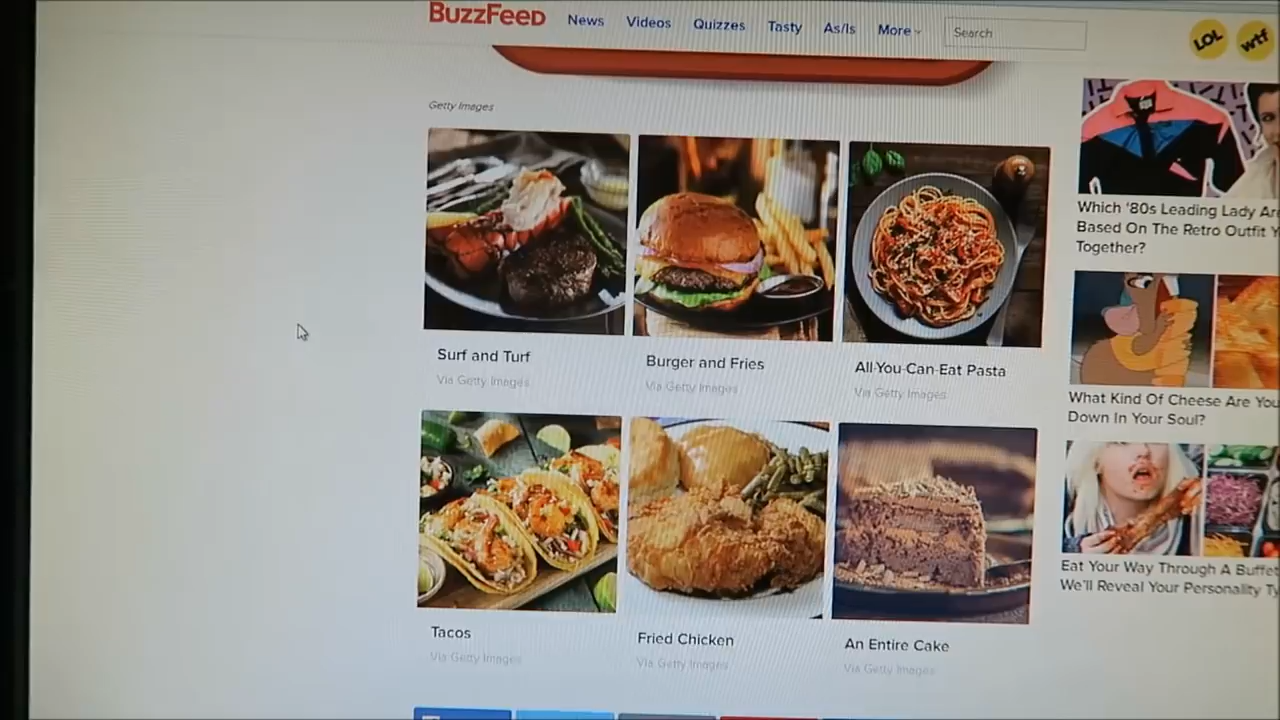 BuzzFeed
News
Videos
Quizzes
Tasty
As/Is
More
Search
LOL
wtf
Getty Images
Surf and Turf
Via Getty Images
Burger and Fries
Via Getty Images
All-You-Can-Eat Pasta
Via Getty Images
Tacos
Via Getty Images
Fried Chicken
Via Getty Images
An Entire Cake
Via Getty Images
Which '80s Leading Lady Ar
Based On The Retro Outfit Y
Together?
What Kind Of Cheese Are You
Down In Your Soul?
Eat Your Way Through A Buffet
We'll Reveal Your Personality Ty